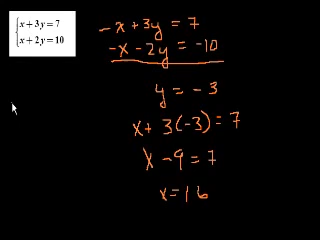 x + 3y = 7
x + 2y = 10
- x + 3y = 7
-x - 2y = -10
y = -3
x + 3(-3) = 7
x - 9 = 7
x = 16